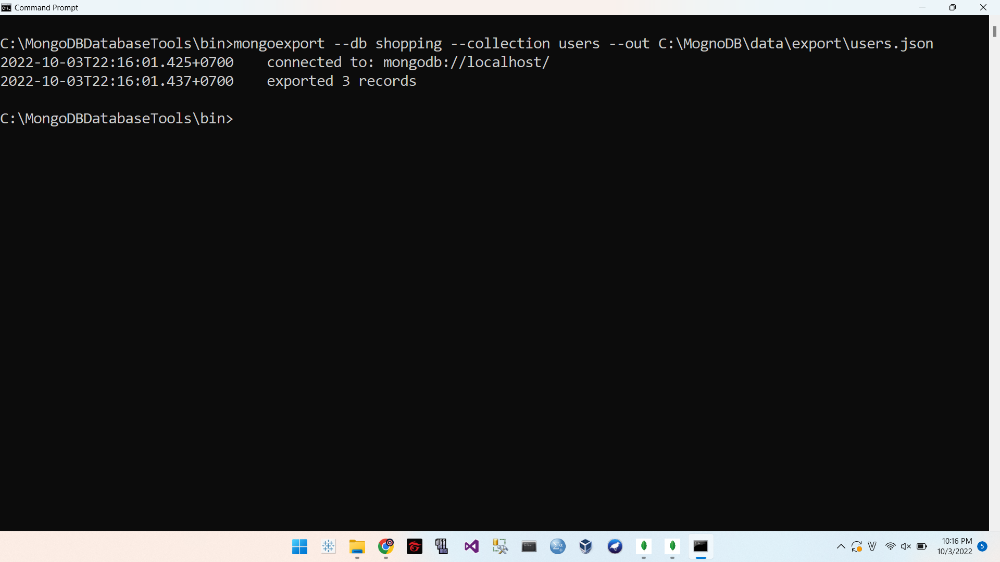 Command Prompt
C:\MongoDBDatabaseTools\bin>mongoexport --db shopping --collection users --out C:\MognoDB\data\export\users.json
2022-10-03T22:16:01.425+0700    connected to: mongodb://localhost/
2022-10-03T22:16:01.437+0700    exported 3 records
C:\MongoDBDatabaseTools\bin>
10:16 PM
10/3/2022
5